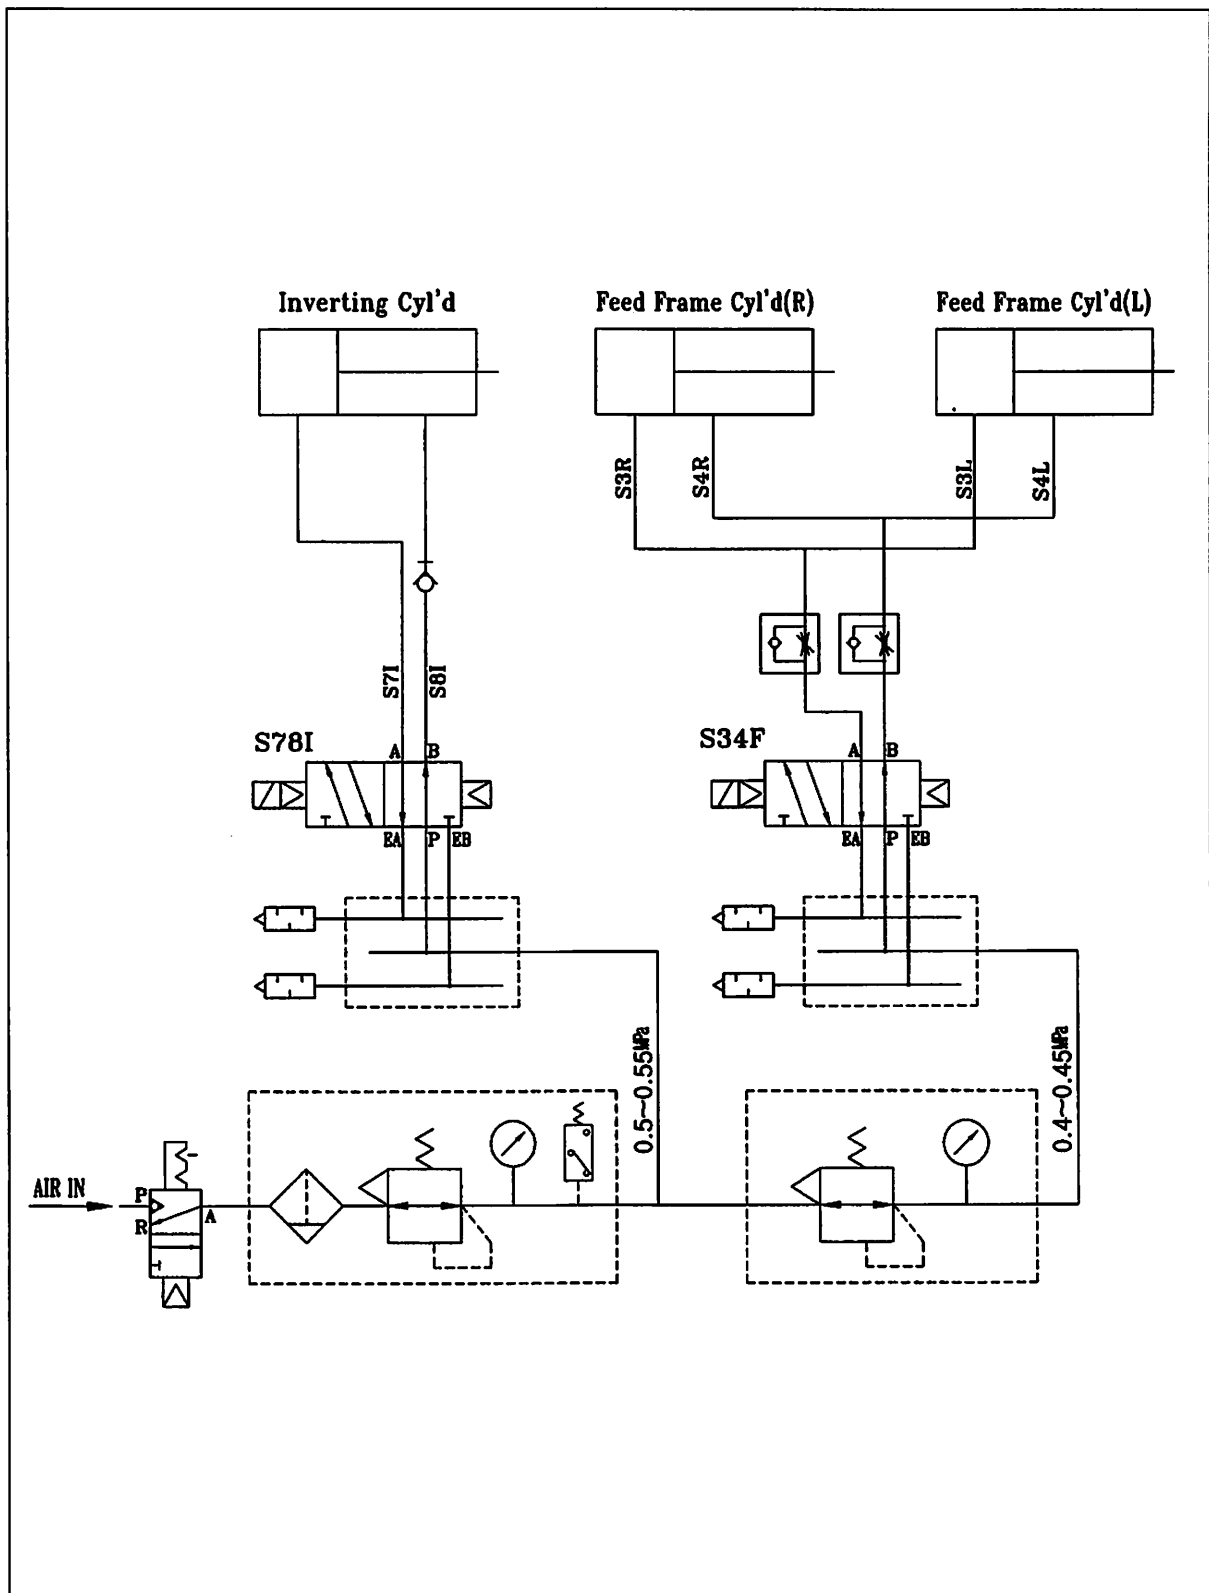 Inverting Cyl'd
Feed Frame Cyl'd(R)
Feed Frame Cyl'd(L)
S3R
S4R
S3L
S4L
S7I
S8I
S78I
A
B
EA
P
EB
S34F
A
B
EA
P
EB
0.5~0.55MPa
0.4~0.45MPa
AIR IN
P
R
A